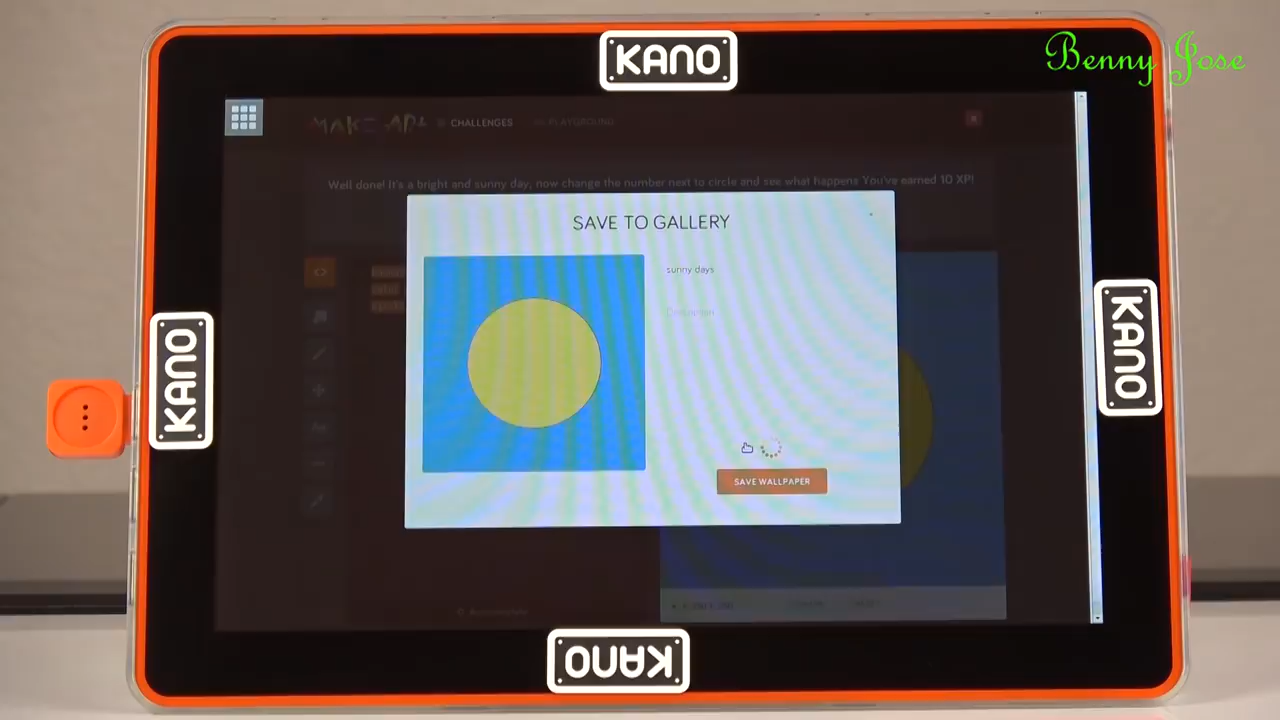 KANO
Benny Jose
MAKE ART
CHALLENGES
PLAYGROUND
Well done! It's a bright and sunny day, now change the number next to circle and see what happens You've earned 10 XP!
SAVE TO GALLERY
sunny days
Description
SAVE WALLPAPER
KANO
KANO
KANO